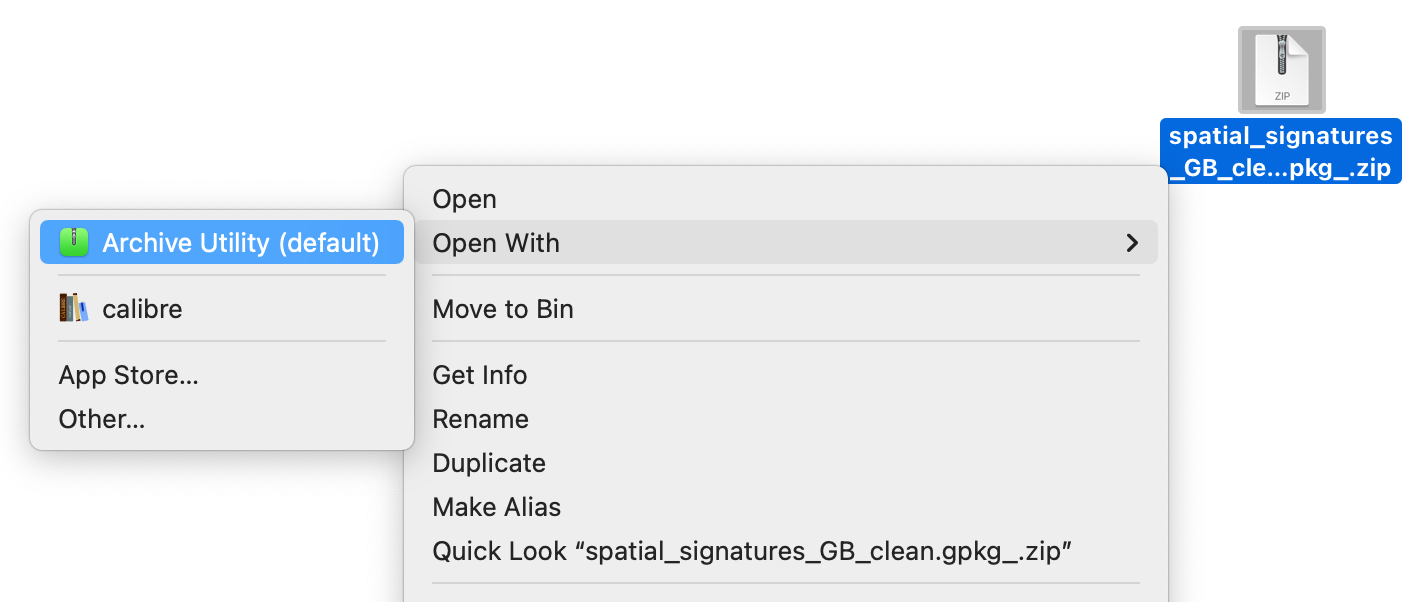 ZIP
spatial_signatures
_GB_cle...pkg_.zip
Open
Open With
Move to Bin
Get Info
Rename
Duplicate
Make Alias
Quick Look “spatial_signatures_GB_clean.gpkg_.zip”
Archive Utility (default)
calibre
App Store...
Other...